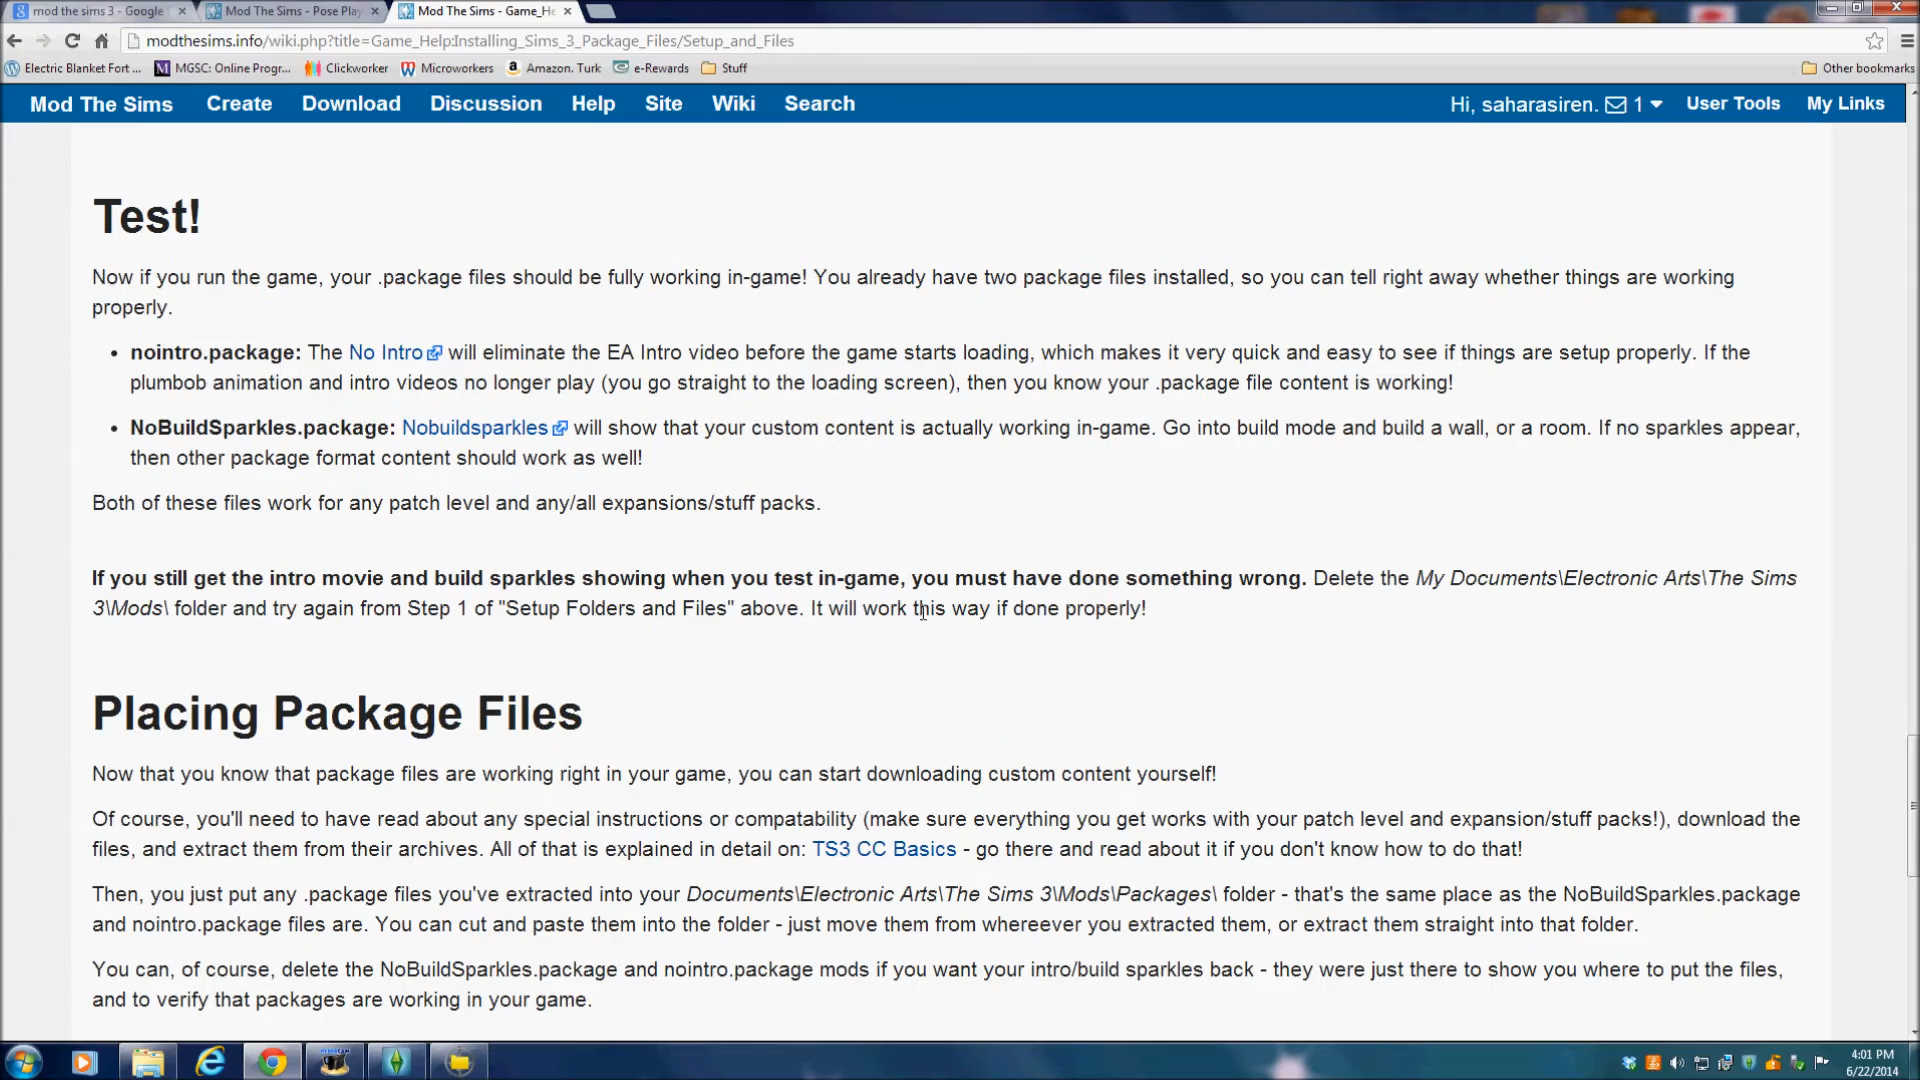 mod the sims 3 - Google
Mod The Sims - Pose Play
Mod The Sims - Game_He
modthesims.info/wiki.php?title=Game_Help:Installing_Sims_3_Package_Files/Setup_and_Files
Electric Blanket Fort ... MGSC: Online Progr... Clickworker Microworkers Amazon. Turk e-Rewards Stuff Other bookmarks
Mod The Sims Create Download Discussion Help Site Wiki Search Hi, saharasiren. 1 User Tools My Links
Test!
Now if you run the game, your .package files should be fully working in-game! You already have two package files installed, so you can tell right away whether things are working
properly.
• nointro.package: The No Intro will eliminate the EA Intro video before the game starts loading, which makes it very quick and easy to see if things are setup properly. If the
plumbob animation and intro videos no longer play (you go straight to the loading screen), then you know your .package file content is working!
• NoBuildSparkles.package: Nobuildsparkles will show that your custom content is actually working in-game. Go into build mode and build a wall, or a room. If no sparkles appear,
then other package format content should work as well!
Both of these files work for any patch level and any/all expansions/stuff packs.
If you still get the intro movie and build sparkles showing when you test in-game, you must have done something wrong. Delete the My Documents\Electronic Arts\The Sims
3\Mods\ folder and try again from Step 1 of "Setup Folders and Files" above. It will work this way if done properly!
Placing Package Files
Now that you know that package files are working right in your game, you can start downloading custom content yourself!
Of course, you'll need to have read about any special instructions or compatability (make sure everything you get works with your patch level and expansion/stuff packs!), download the
files, and extract them from their archives. All of that is explained in detail on: TS3 CC Basics - go there and read about it if you don't know how to do that!
Then, you just put any .package files you've extracted into your Documents\Electronic Arts\The Sims 3\Mods\Packages\ folder - that's the same place as the NoBuildSparkles.package
and nointro.package files are. You can cut and paste them into the folder - just move them from whereever you extracted them, or extract them straight into that folder.
You can, of course, delete the NoBuildSparkles.package and nointro.package mods if you want your intro/build sparkles back - they were just there to show you where to put the files,
and to verify that packages are working in your game.
4:01 PM
6/22/2014